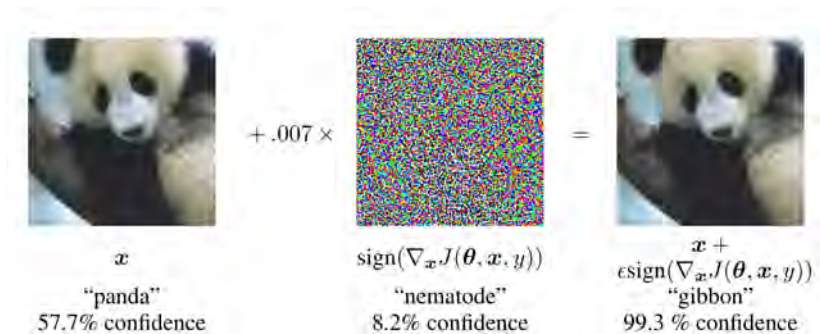 + .007 ×
=
x
sign(∇ₓJ(θ, x, y))
x +
ϵsign(∇ₓJ(θ, x, y))
“panda”
“nematode”
“gibbon”
57.7% confidence
8.2% confidence
99.3 % confidence